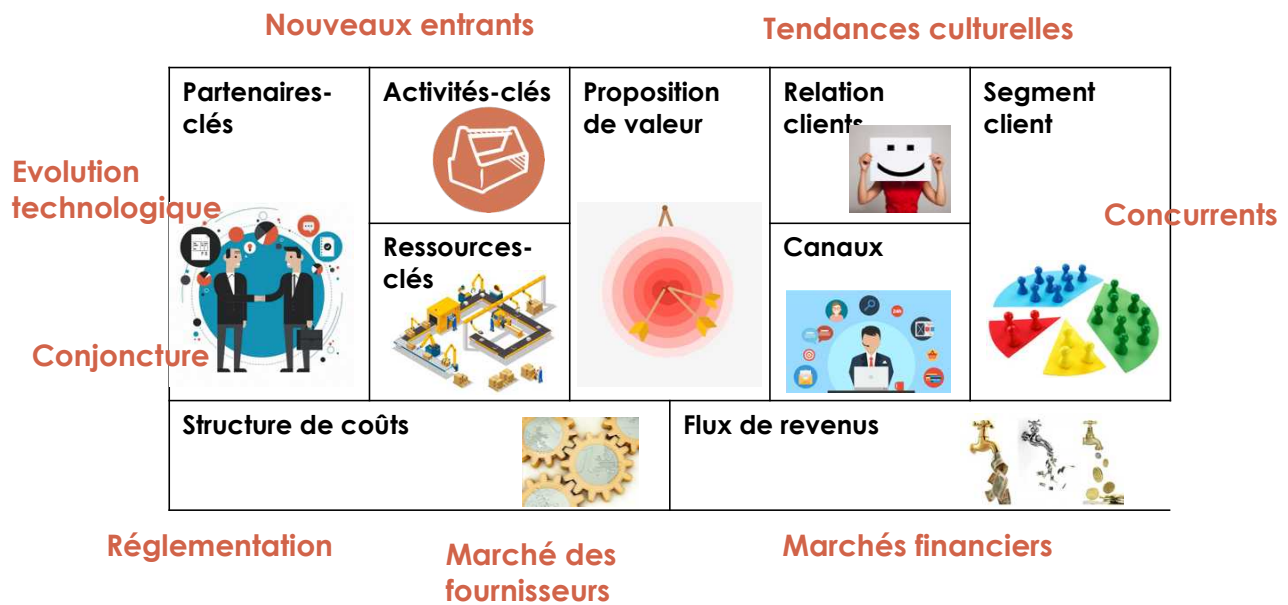 Nouveaux entrants
Tendances culturelles
Partenaires-
clés
Activités-clés
Proposition
de valeur
Relation
clients
Segment
client
Evolution
technologique
Concurrents
Ressources-
clés
Canaux
Conjoncture
Structure de coûts
Flux de revenus
Réglementation
Marché des
fournisseurs
Marchés financiers